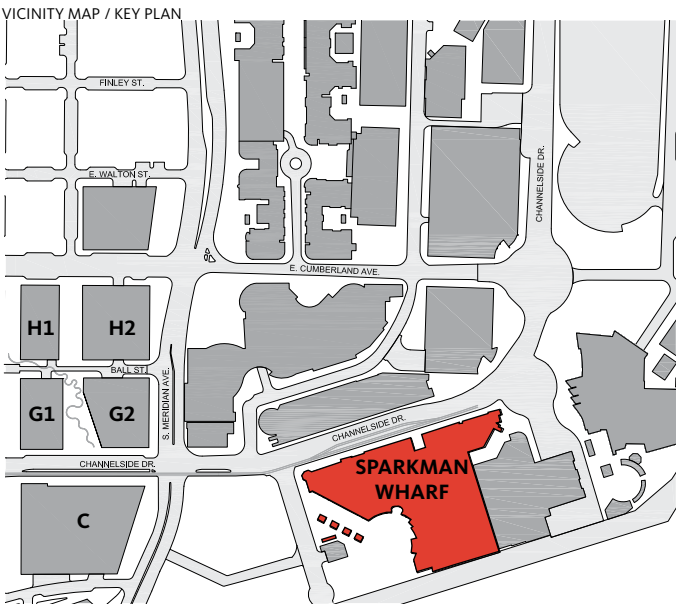 VICINITY MAP / KEY PLAN
FINLEY ST.
E. WALTON ST.
CHANNELSIDE DR.
E. CUMBERLAND AVE.
H1
H2
BALL ST.
S. MERIDIAN AVE.
G1
G2
CHANNELSIDE DR.
CHANNELSIDE DR.
SPARKMAN
WHARF
C